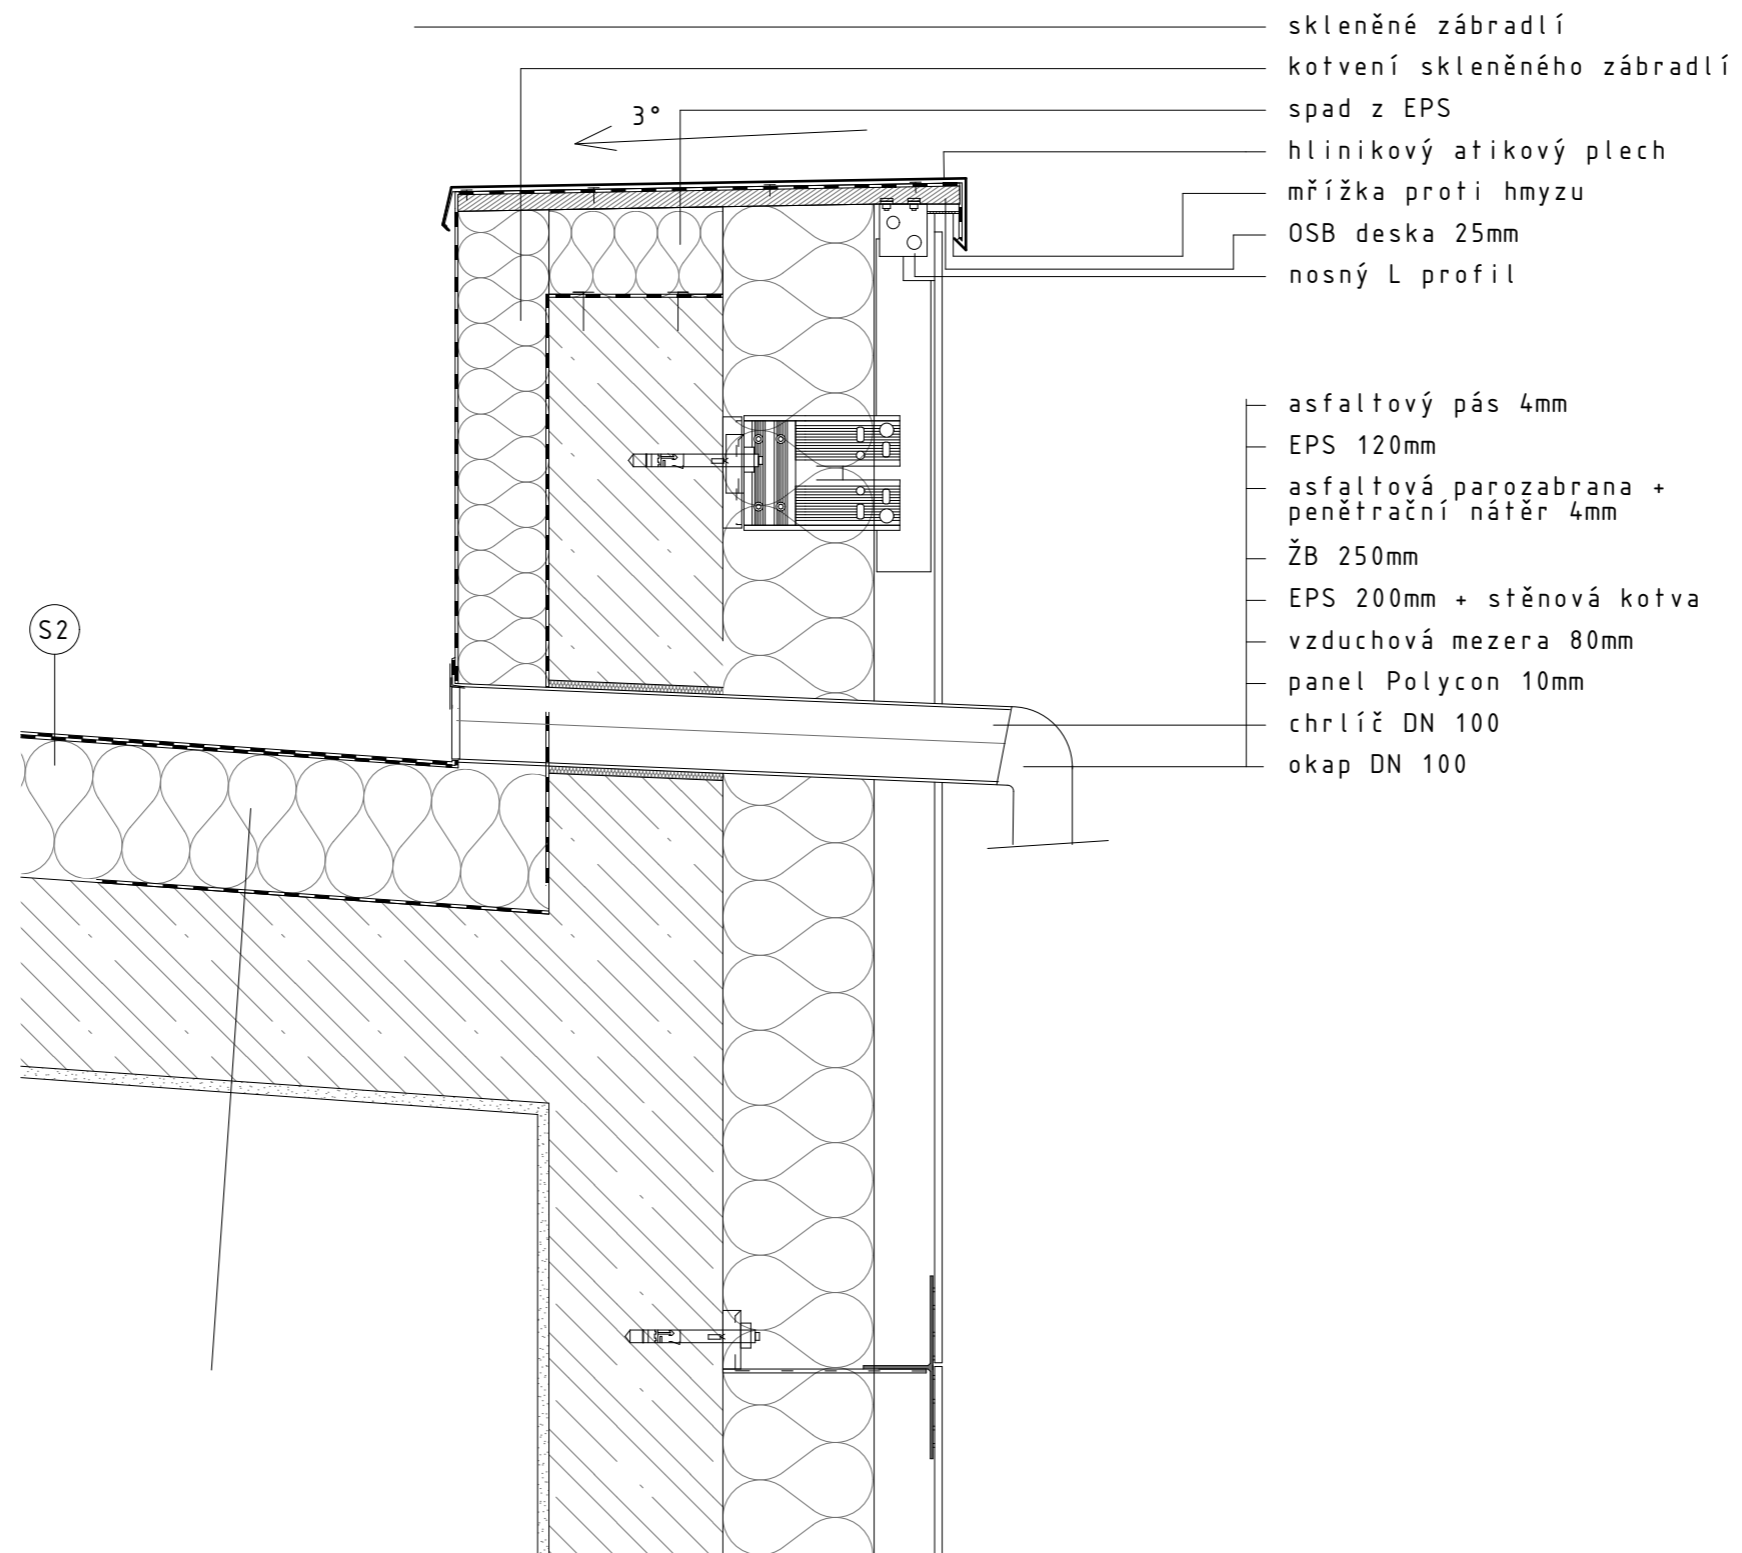 skleněné zábradlí
kotvení skleněného zábradlí
spad z EPS
3°
hlinikový atikový plech
mřížka proti hmyzu
OSB deska 25mm
nosný L profil
asfaltový pás 4mm
EPS 120mm
asfaltová parozabrana +
penětrační nátěr 4mm
ŽB 250mm
EPS 200mm + stěnová kotva
S2
vzduchová mezera 80mm
panel Polycon 10mm
chrlíč DN 100
okap DN 100